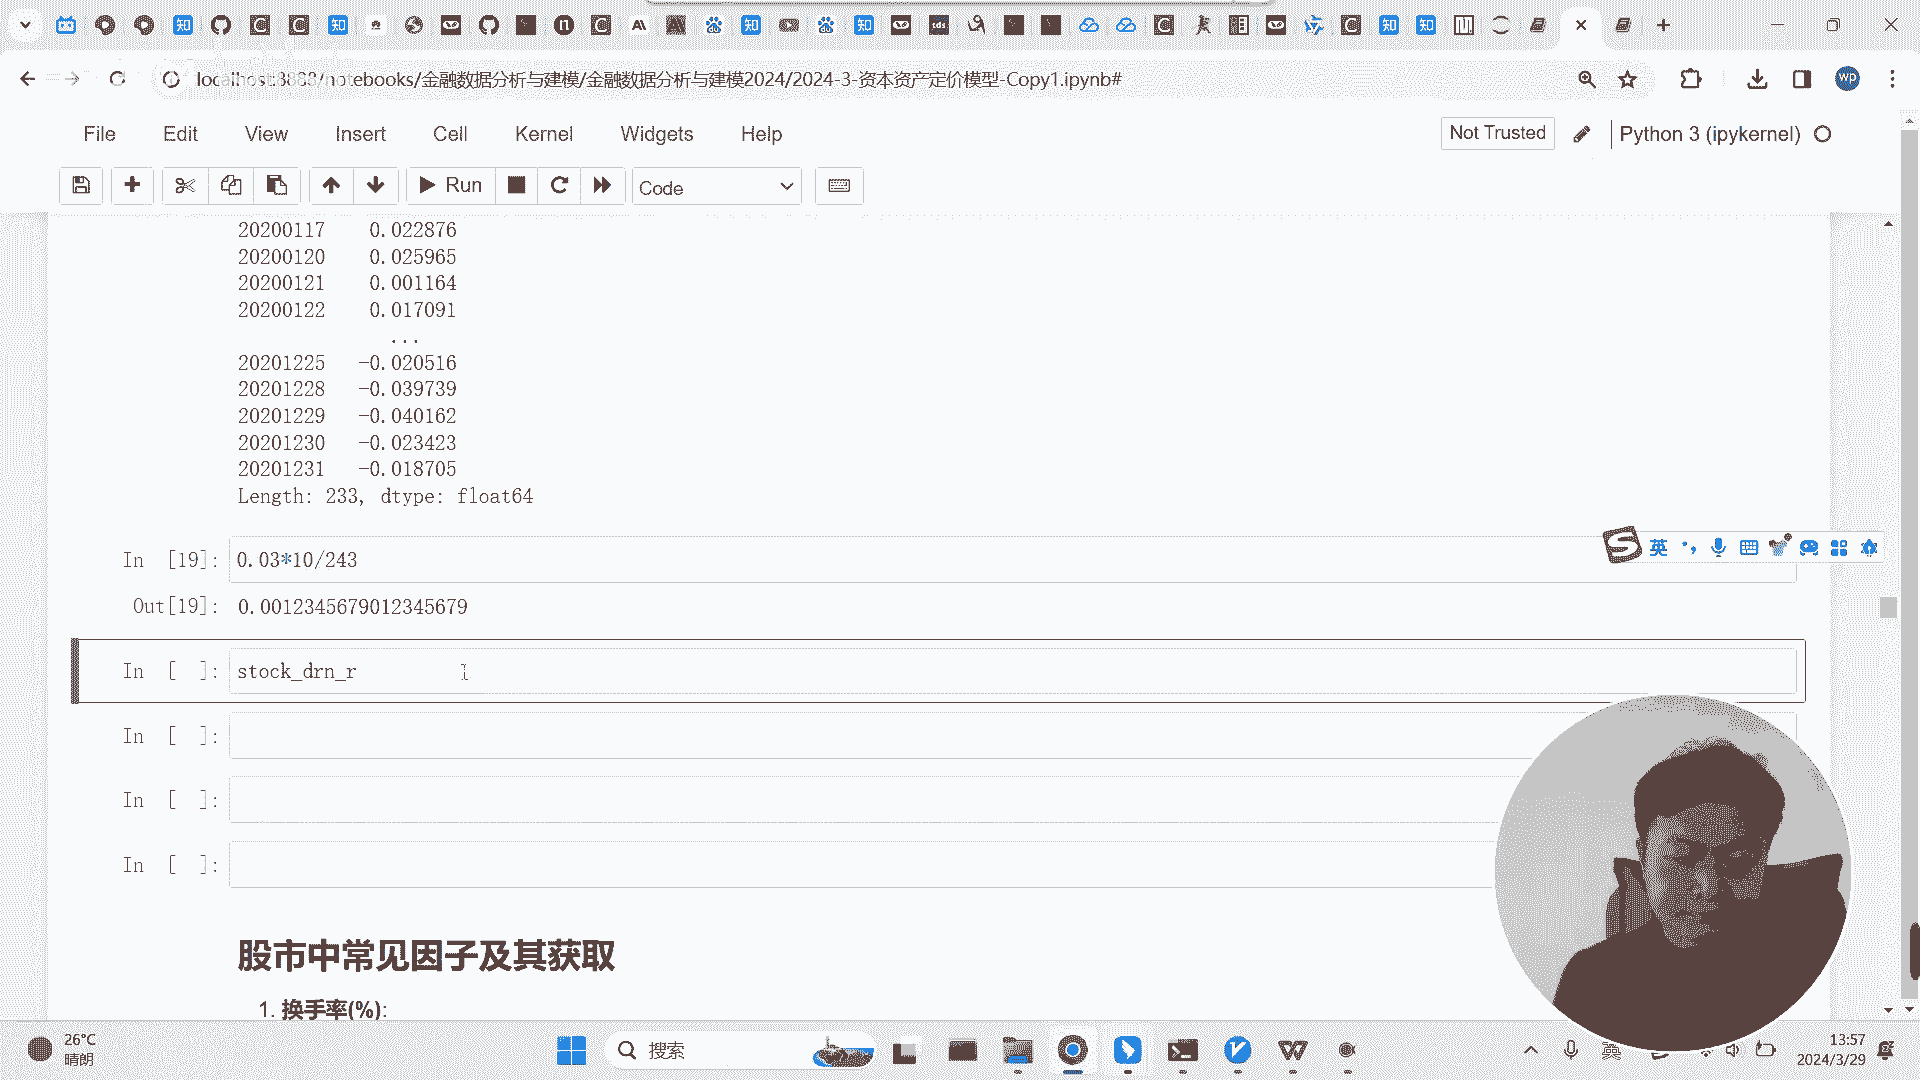 localhost:8888/notebooks/金融数据分析与建模/金融数据分析与建模2024/2024-3-资本资产定价模型-Copy1.ipynb#
File Edit View Insert Cell Kernel Widgets Help
Not Trusted
Python 3 (ipykernel)
Run
Code
20200117 0.022876
20200120 0.025965
20200121 0.001164
20200122 0.017091
...
20201225 -0.020516
20201228 -0.039739
20201229 -0.040162
20201230 -0.023423
20201231 -0.018705
Length: 233, dtype: float64
In [19]: 0.03*10/243
Out[19]: 0.0012345679012345679
In [ ]: stock_drn_r
In [ ]:
In [ ]:
In [ ]:
股市中常见因子及其获取
1. 换手率(%):
英
26°C
晴朗
搜索
英
13:57
2024/3/29